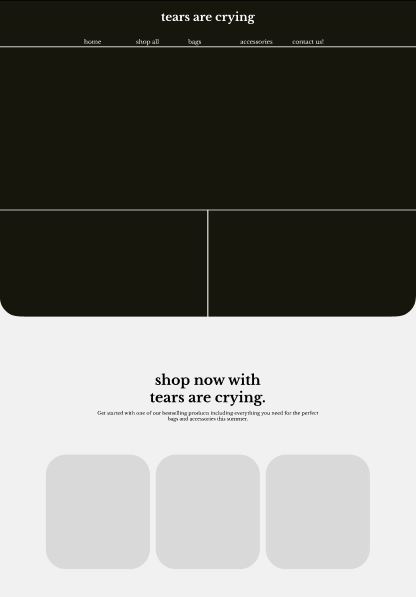 tears are crying
home shop all bags accessories contact us!
shop now with
tears are crying.
Get started with one of our bestselling products including everything you need for the perfect
bags and accessories this summer.